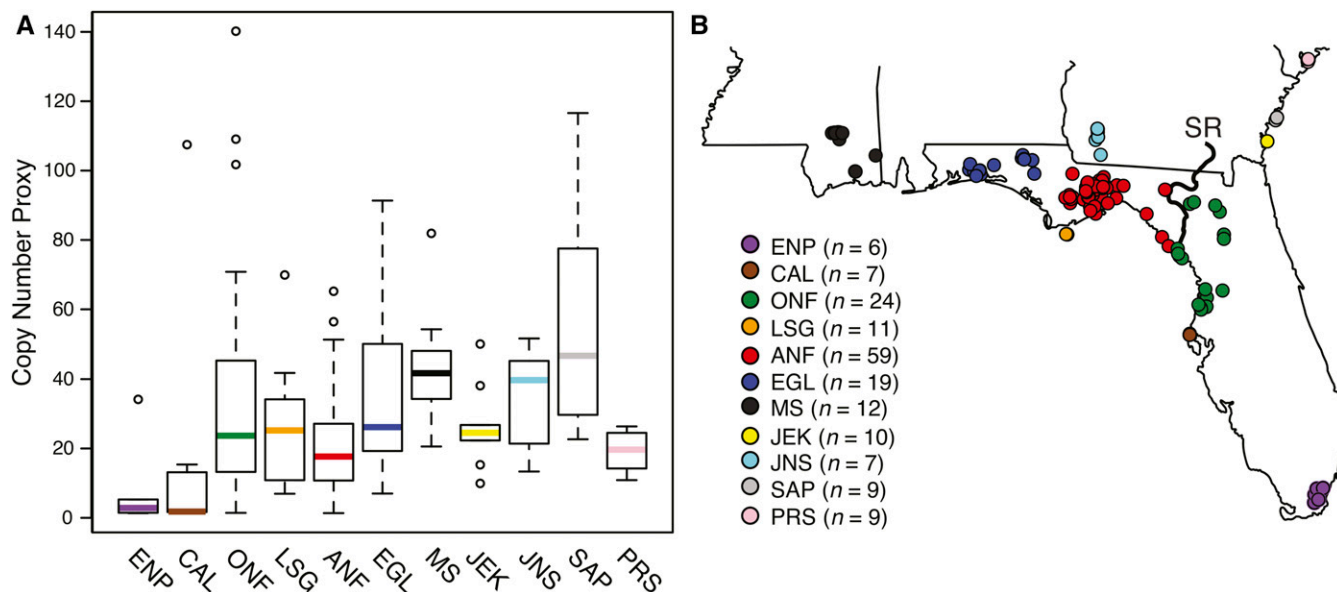 A
Copy Number Proxy
140
120
100
80
60
40
20
0
ENP CAL ONF LSG ANF EGL MS JEK JNS SAP PRS
B
SR
ENP (n = 6)
CAL (n = 7)
ONF (n = 24)
LSG (n = 11)
ANF (n = 59)
EGL (n = 19)
MS (n = 12)
JEK (n = 10)
JNS (n = 7)
SAP (n = 9)
PRS (n = 9)